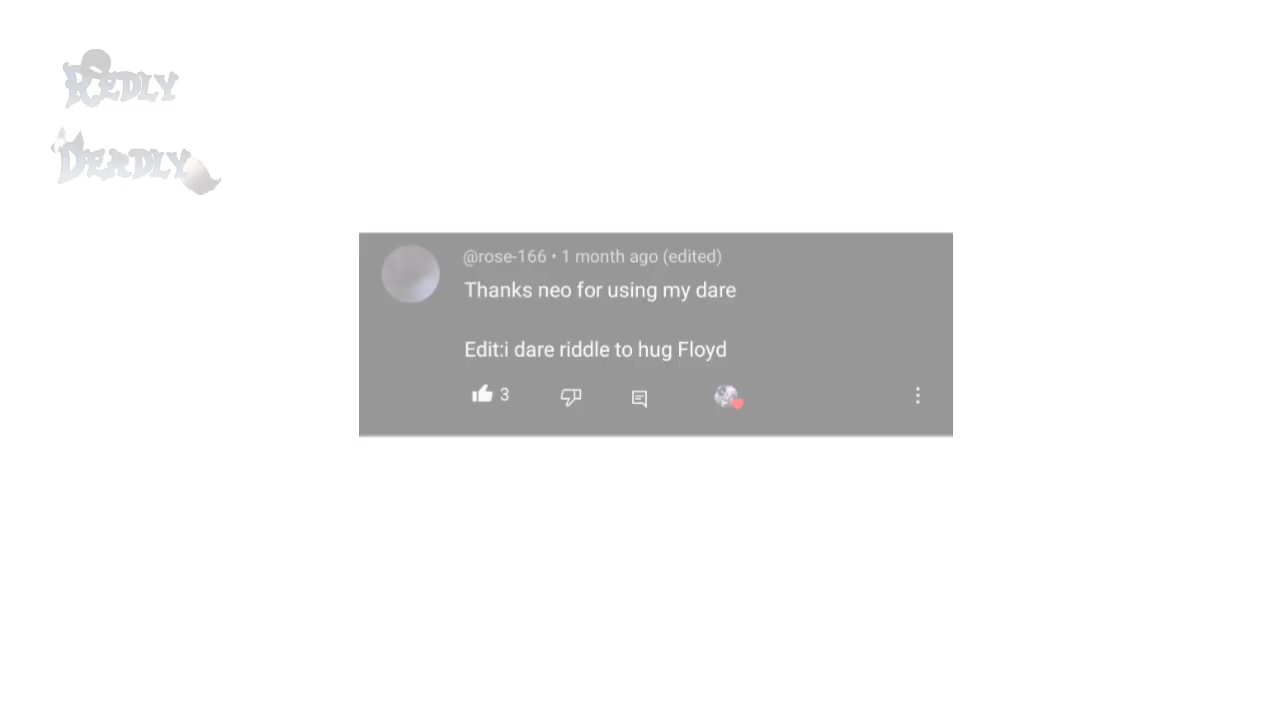 REDLY
DEADLY
@rose-166 • 1 month ago (edited)
Thanks neo for using my dare
Edit:i dare riddle to hug Floyd
3